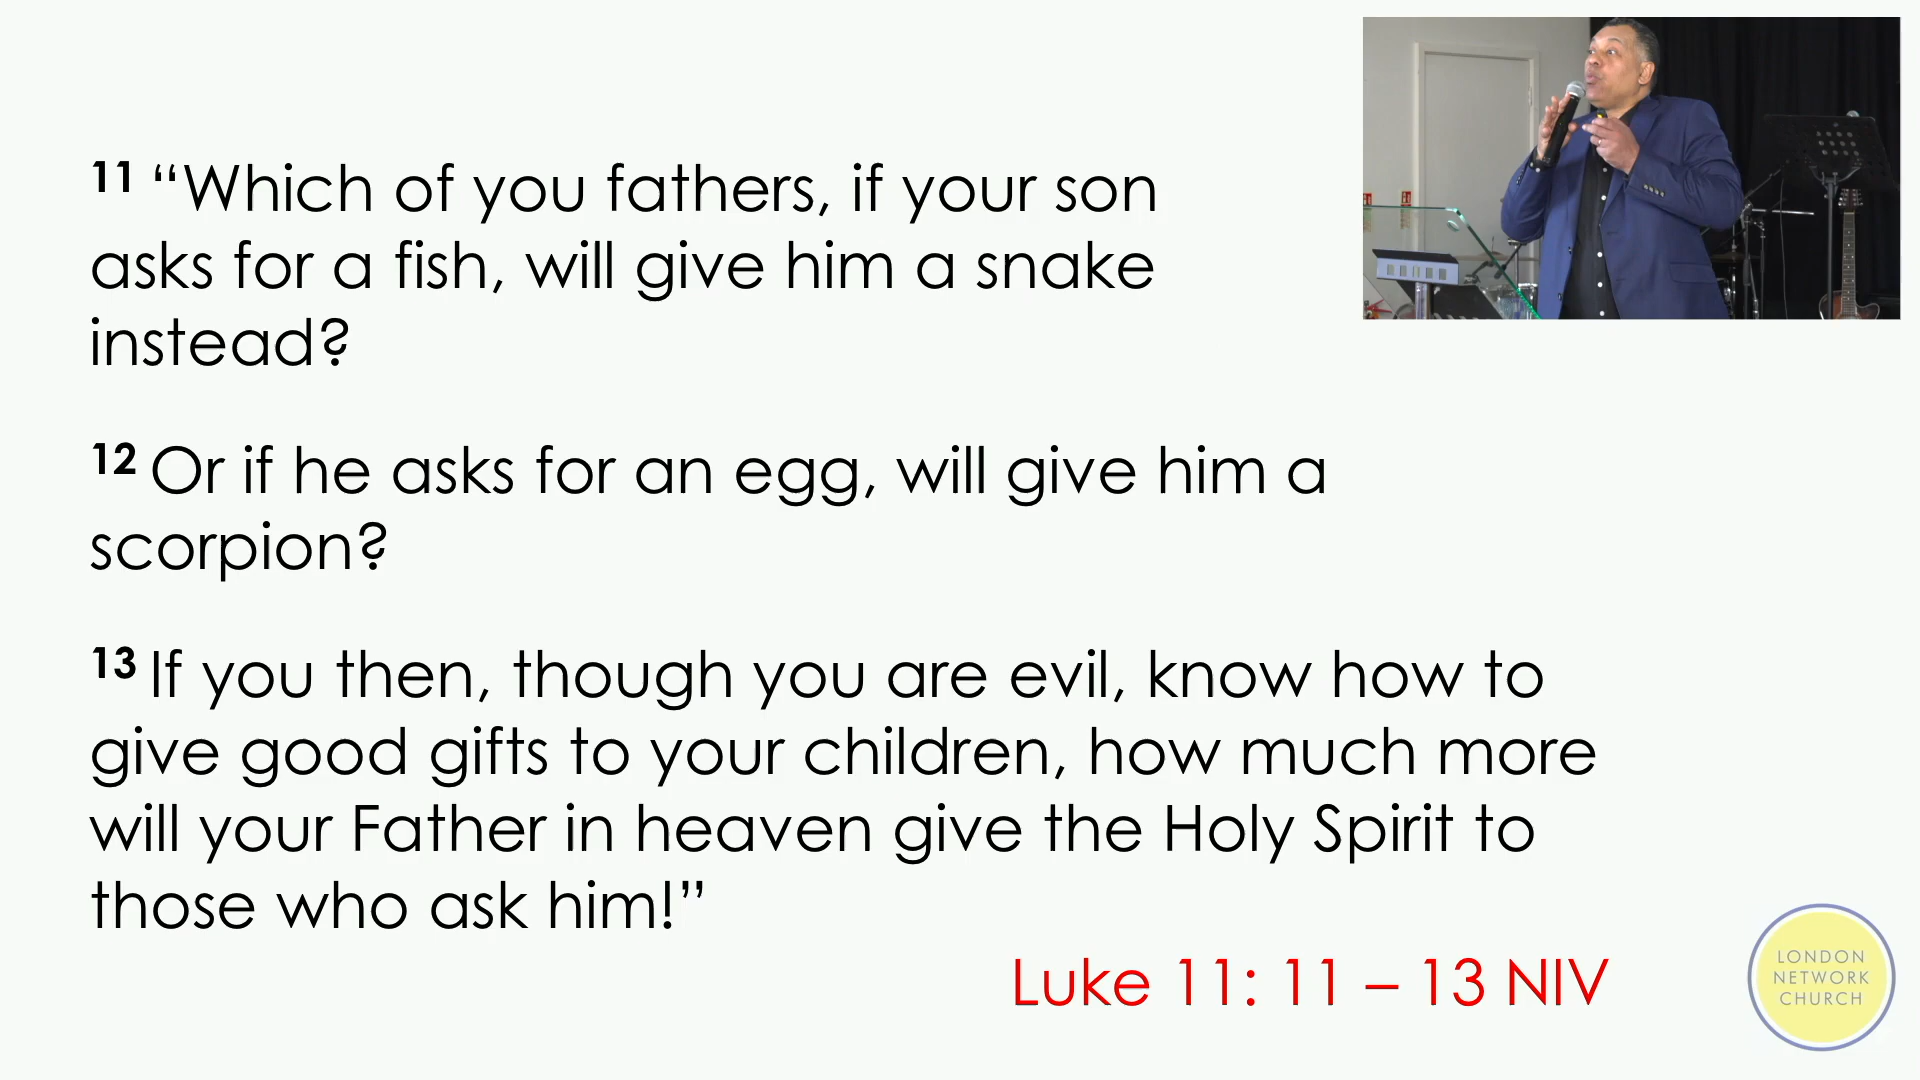 11 “Which of you fathers, if your son
asks for a fish, will give him a snake
instead?
12 Or if he asks for an egg, will give him a
scorpion?
13 If you then, though you are evil, know how to
give good gifts to your children, how much more
will your Father in heaven give the Holy Spirit to
those who ask him!”
Luke 11: 11 – 13 NIV
LONDON
NETWORK
CHURCH